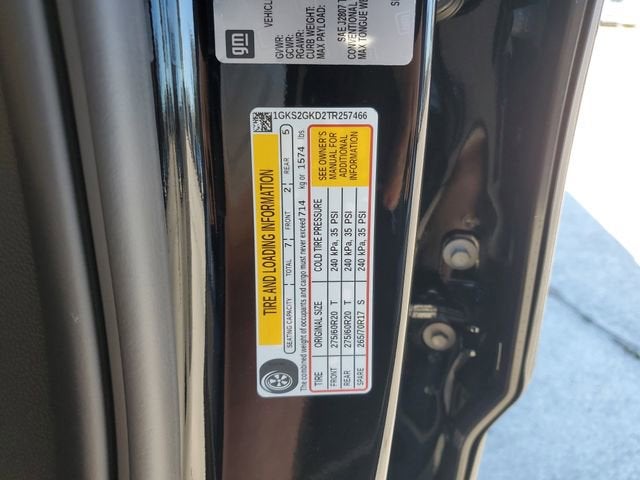 gm
VEHICL
GVWR:
GCWR:
RGAWR:
CURB WEIGHT:
MAX PAYLOAD:
SAE J2807 T
CONVENTIONAL
MAX TONGUE W
1GKS2GKD2TR257466
TIRE AND LOADING INFORMATION
SEATING CAPACITY | TOTAL 7 | FRONT 2 | REAR 5
The combined weight of occupants and cargo must never exceed 714 kg or 1574 lbs
TIRE ORIGINAL SIZE COLD TIRE PRESSURE
FRONT 275/60R20 T 240 kPa, 35 PSI
REAR 275/60R20 T 240 kPa, 35 PSI
SPARE 265/70R17 S 240 kPa, 35 PSI
SEE OWNER'S
MANUAL FOR
ADDITIONAL
INFORMATION